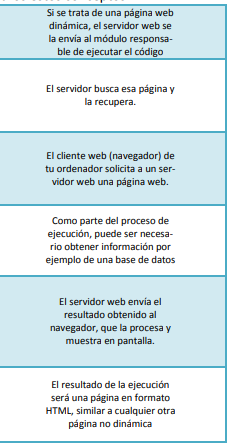 Si se trata de una página web
dinámica, el servidor web se
la envía al módulo responsa-
ble de ejecutar el código
El servidor busca esa página y
la recupera.
El cliente web (navegador) de
tu ordenador solicita a un ser-
vidor web una página web.
Como parte del proceso de
ejecución, puede ser necesa-
rio obtener información por
ejemplo de una base de datos
El servidor web envía el
resultado obtenido al
navegador, que la procesa y
muestra en pantalla.
El resultado de la ejecución
será una página en formato
HTML, similar a cualquier otra
página no dinámica